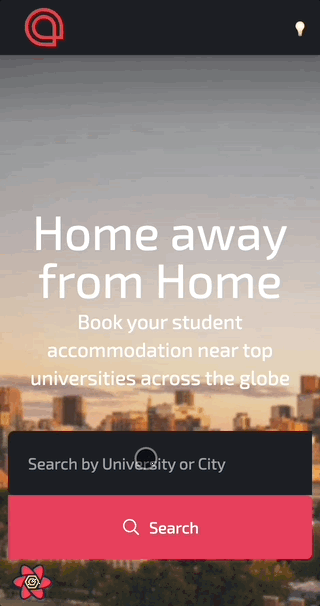 Home away
from Home
Book your student
accommodation near top
universities across the globe
Search by University or City
Search